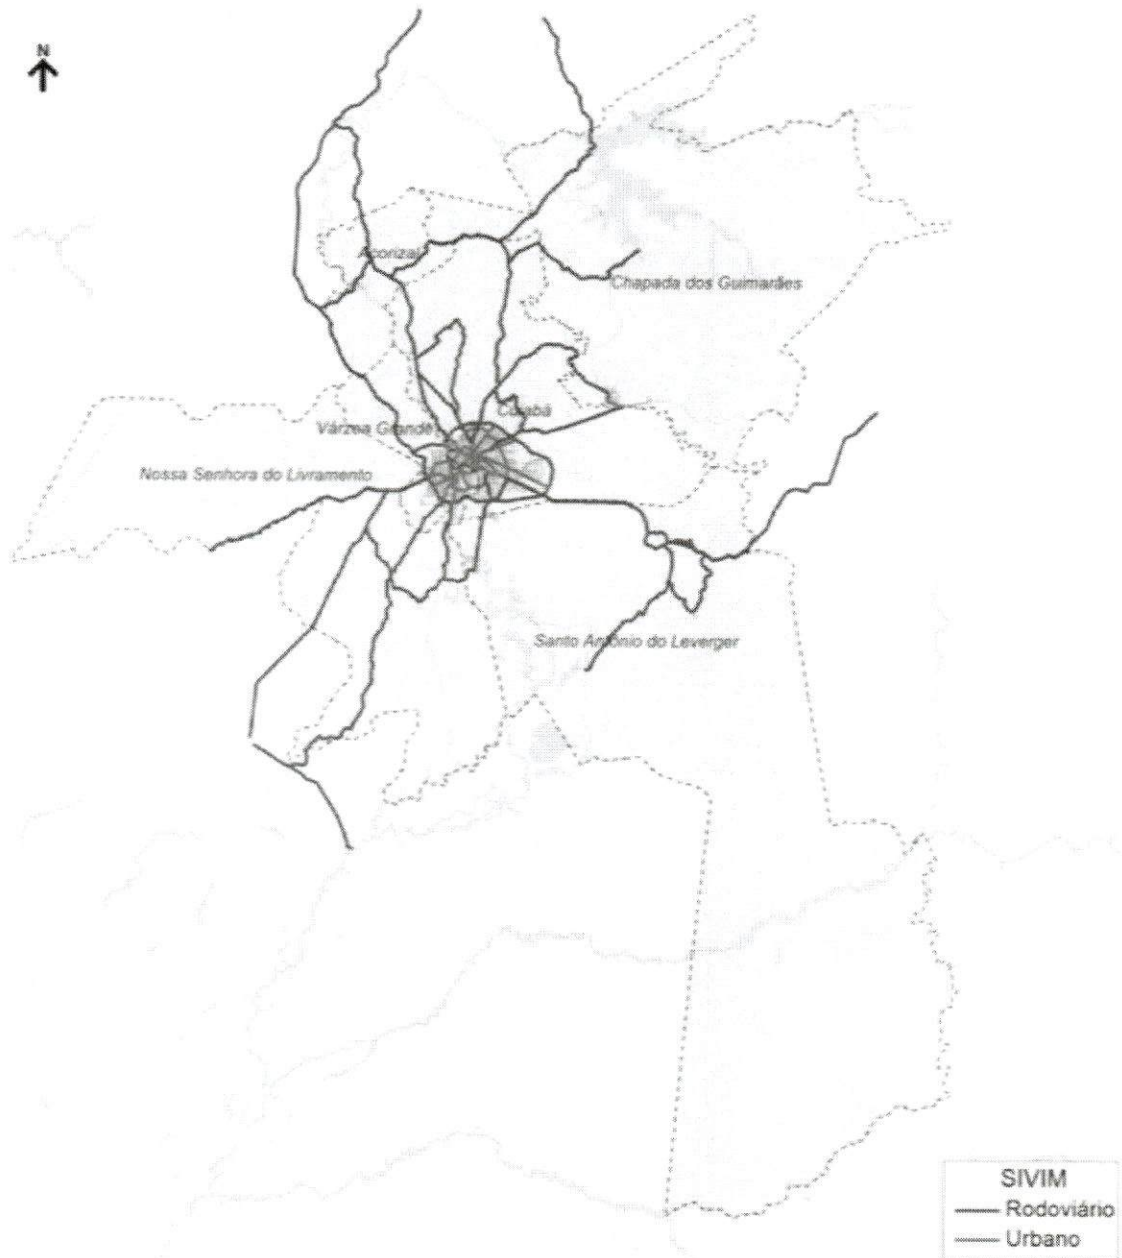 N
Acorizal
Chapada dos Guimarães
Cuiabá
Várzea Grande
Nossa Senhora do Livramento
Santo Antônio do Leverger
SIVIM
Rodoviário
Urbano